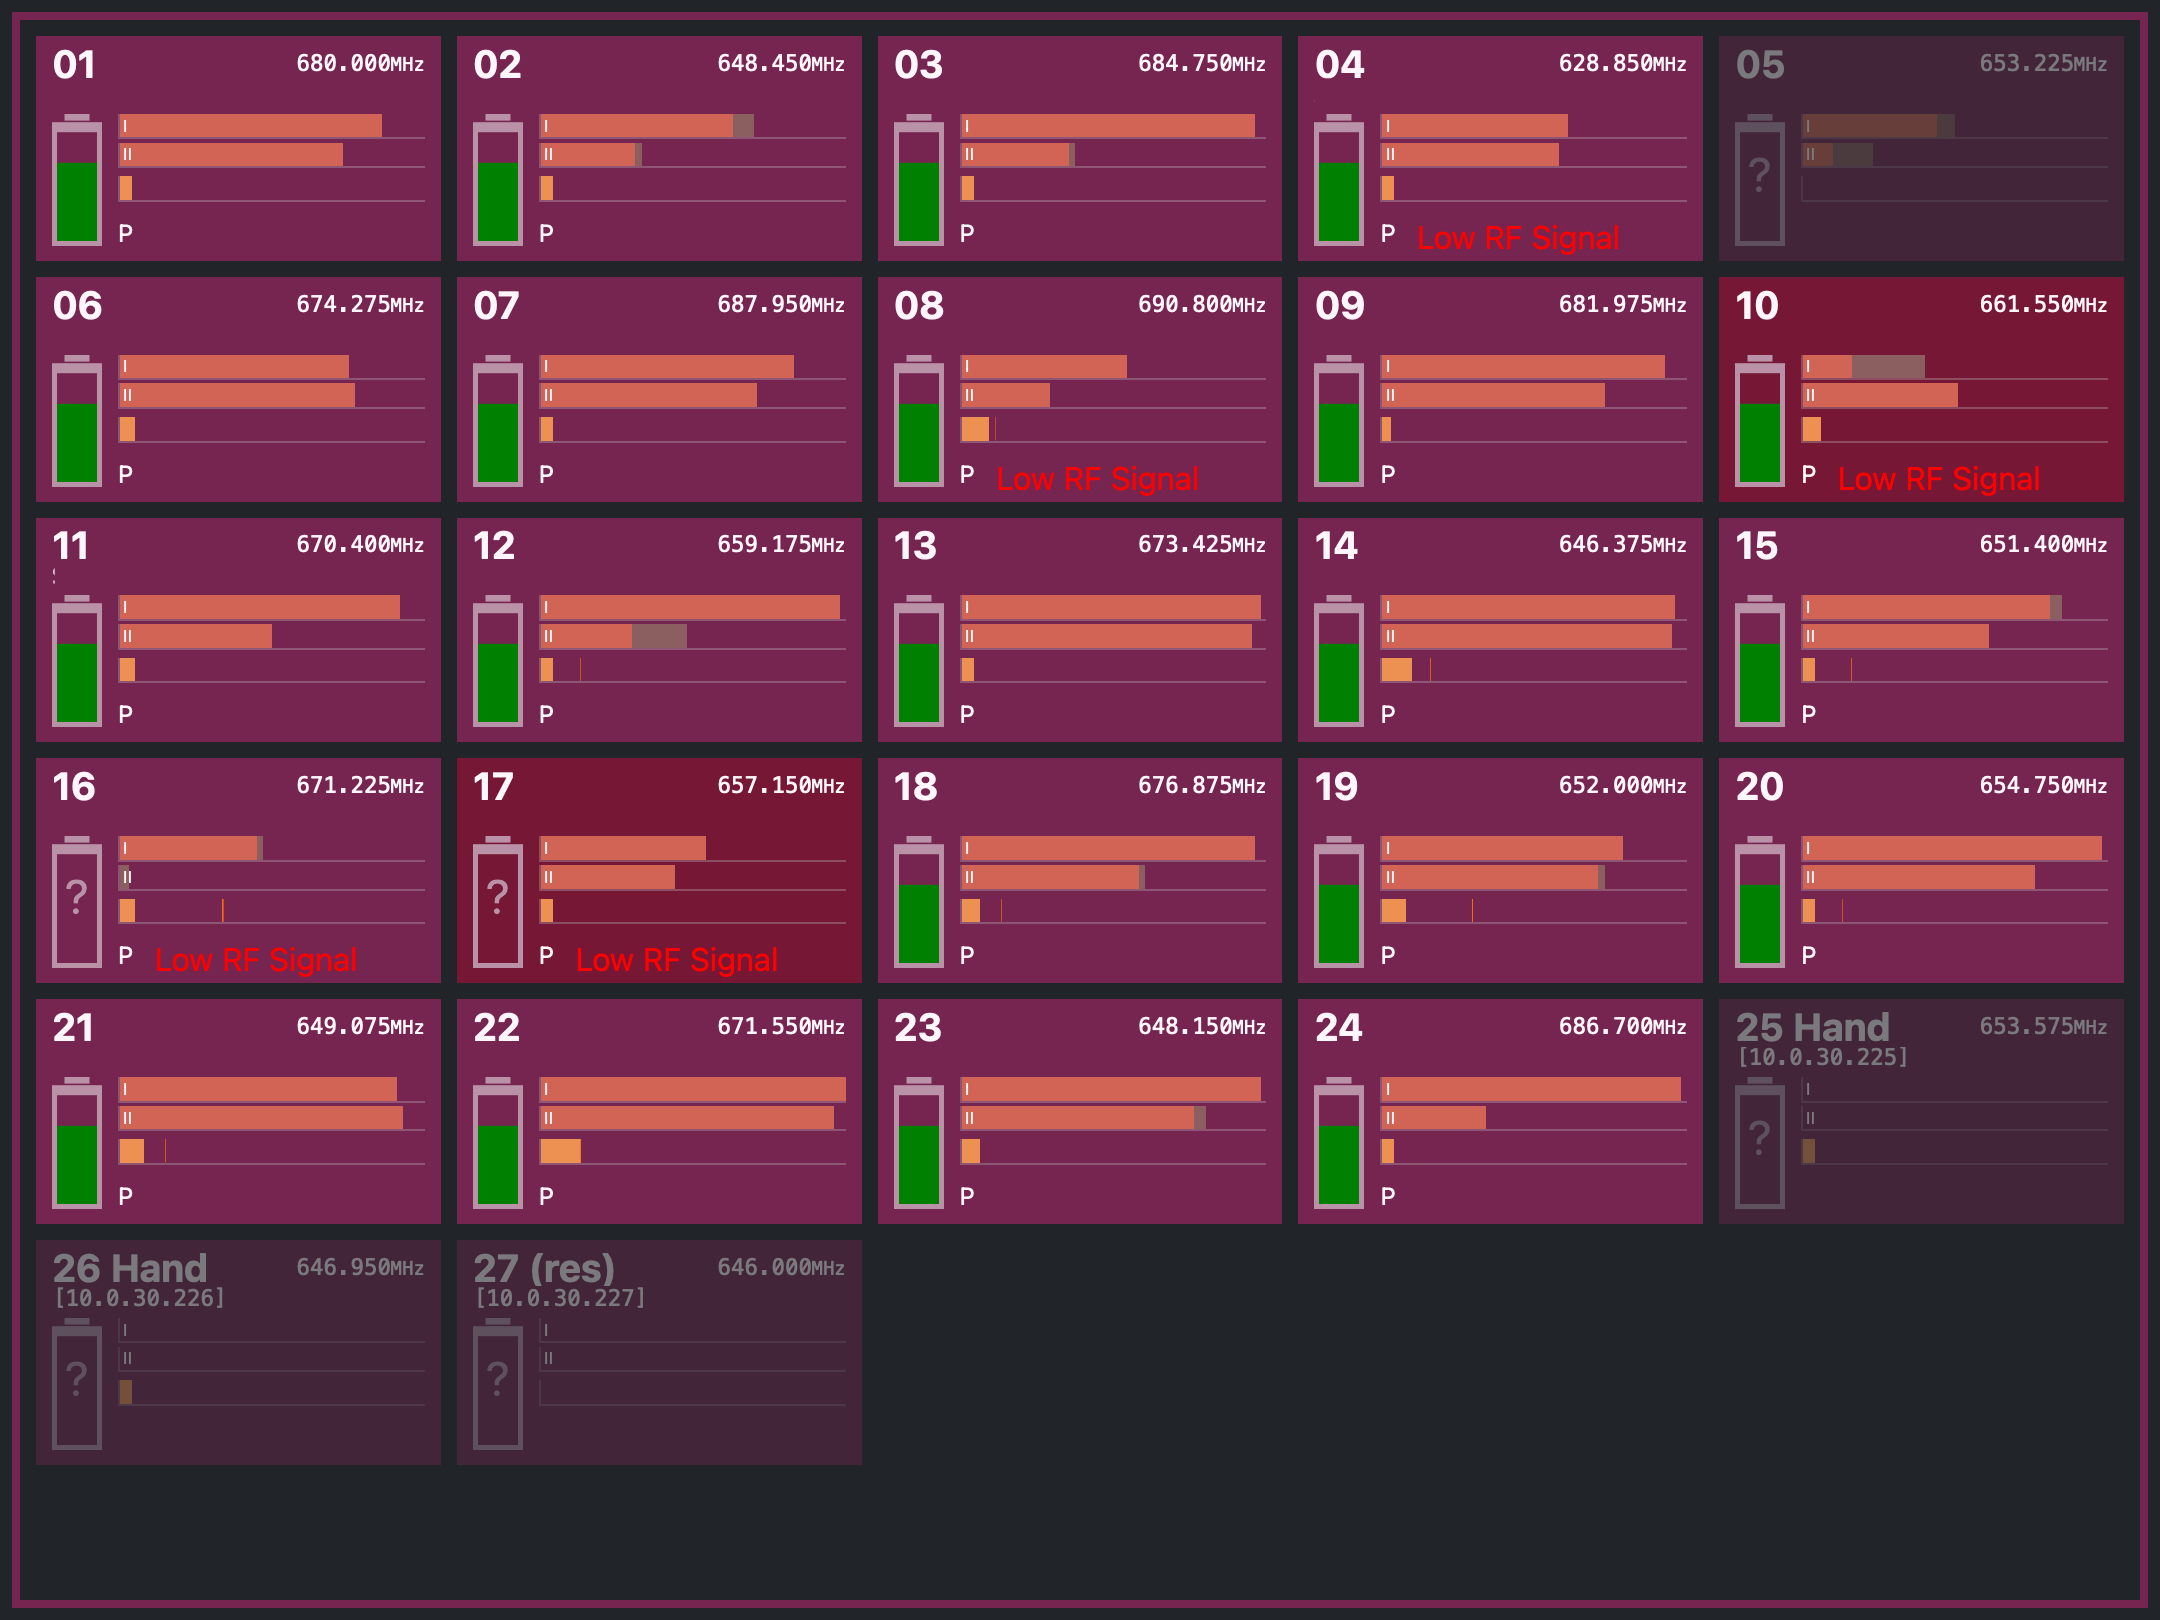 01 680.000MHz
I
II
P
02 648.450MHz
I
II
P
03 684.750MHz
I
II
P
04 628.850MHz
I
II
P Low RF Signal
05 653.225MHz
I
II
?
06 674.275MHz
I
II
P
07 687.950MHz
I
II
P
08 690.800MHz
I
II
P Low RF Signal
09 681.975MHz
I
II
P
10 661.550MHz
I
II
P Low RF Signal
11 670.400MHz
I
II
P
12 659.175MHz
I
II
P
13 673.425MHz
I
II
P
14 646.375MHz
I
II
P
15 651.400MHz
I
II
P
16 671.225MHz
I
II
?
P Low RF Signal
17 657.150MHz
I
II
?
P Low RF Signal
18 676.875MHz
I
II
P
19 652.000MHz
I
II
P
20 654.750MHz
I
II
P
21 649.075MHz
I
II
P
22 671.550MHz
I
II
P
23 648.150MHz
I
II
P
24 686.700MHz
I
II
P
25 Hand 653.575MHz
[10.0.30.225]
I
II
?
26 Hand 646.950MHz
[10.0.30.226]
I
II
?
27 (res) 646.000MHz
[10.0.30.227]
I
II
?